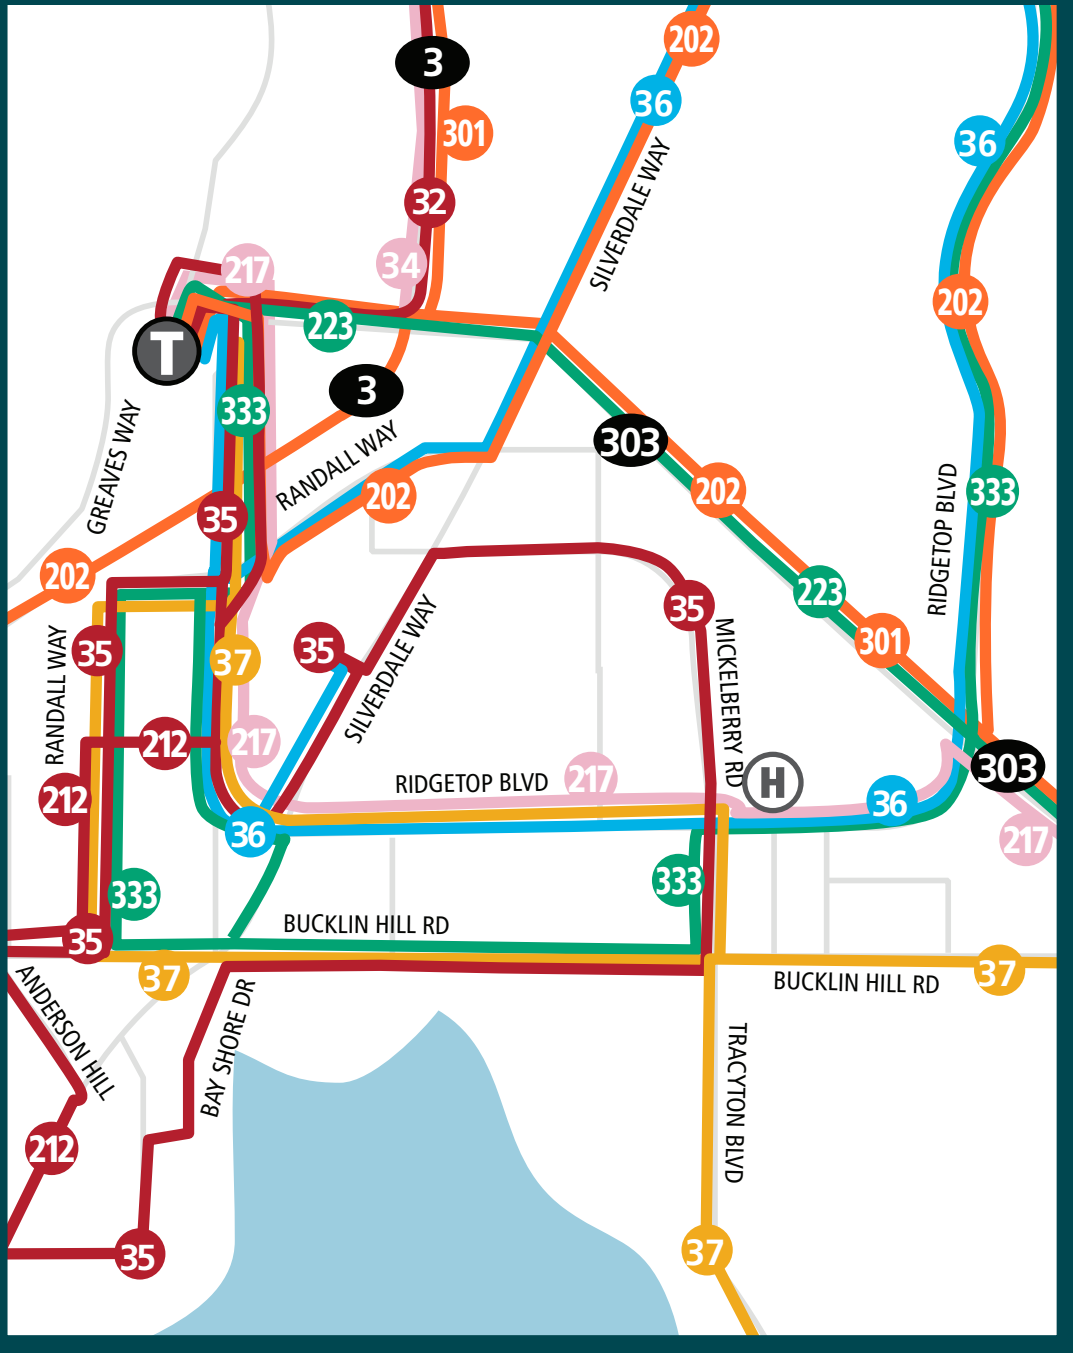 202
3
36
301
36
32
SILVERDALE WAY
34
217
202
223
T
3
333
303
RANDALL WAY
GREAVES WAY
202
202
333
35
RIDGETOP BLVD
202
223
35
301
37
35
35
SILVERDALE WAY
MICKELBERRY RD
RANDALL WAY
212
217
303
217
H
RIDGETOP BLVD
212
36
36
217
333
333
BUCKLIN HILL RD
35
37
37
BUCKLIN HILL RD
ANDERSON HILL
BAY SHORE DR
TRACYTON BLVD
212
35
37